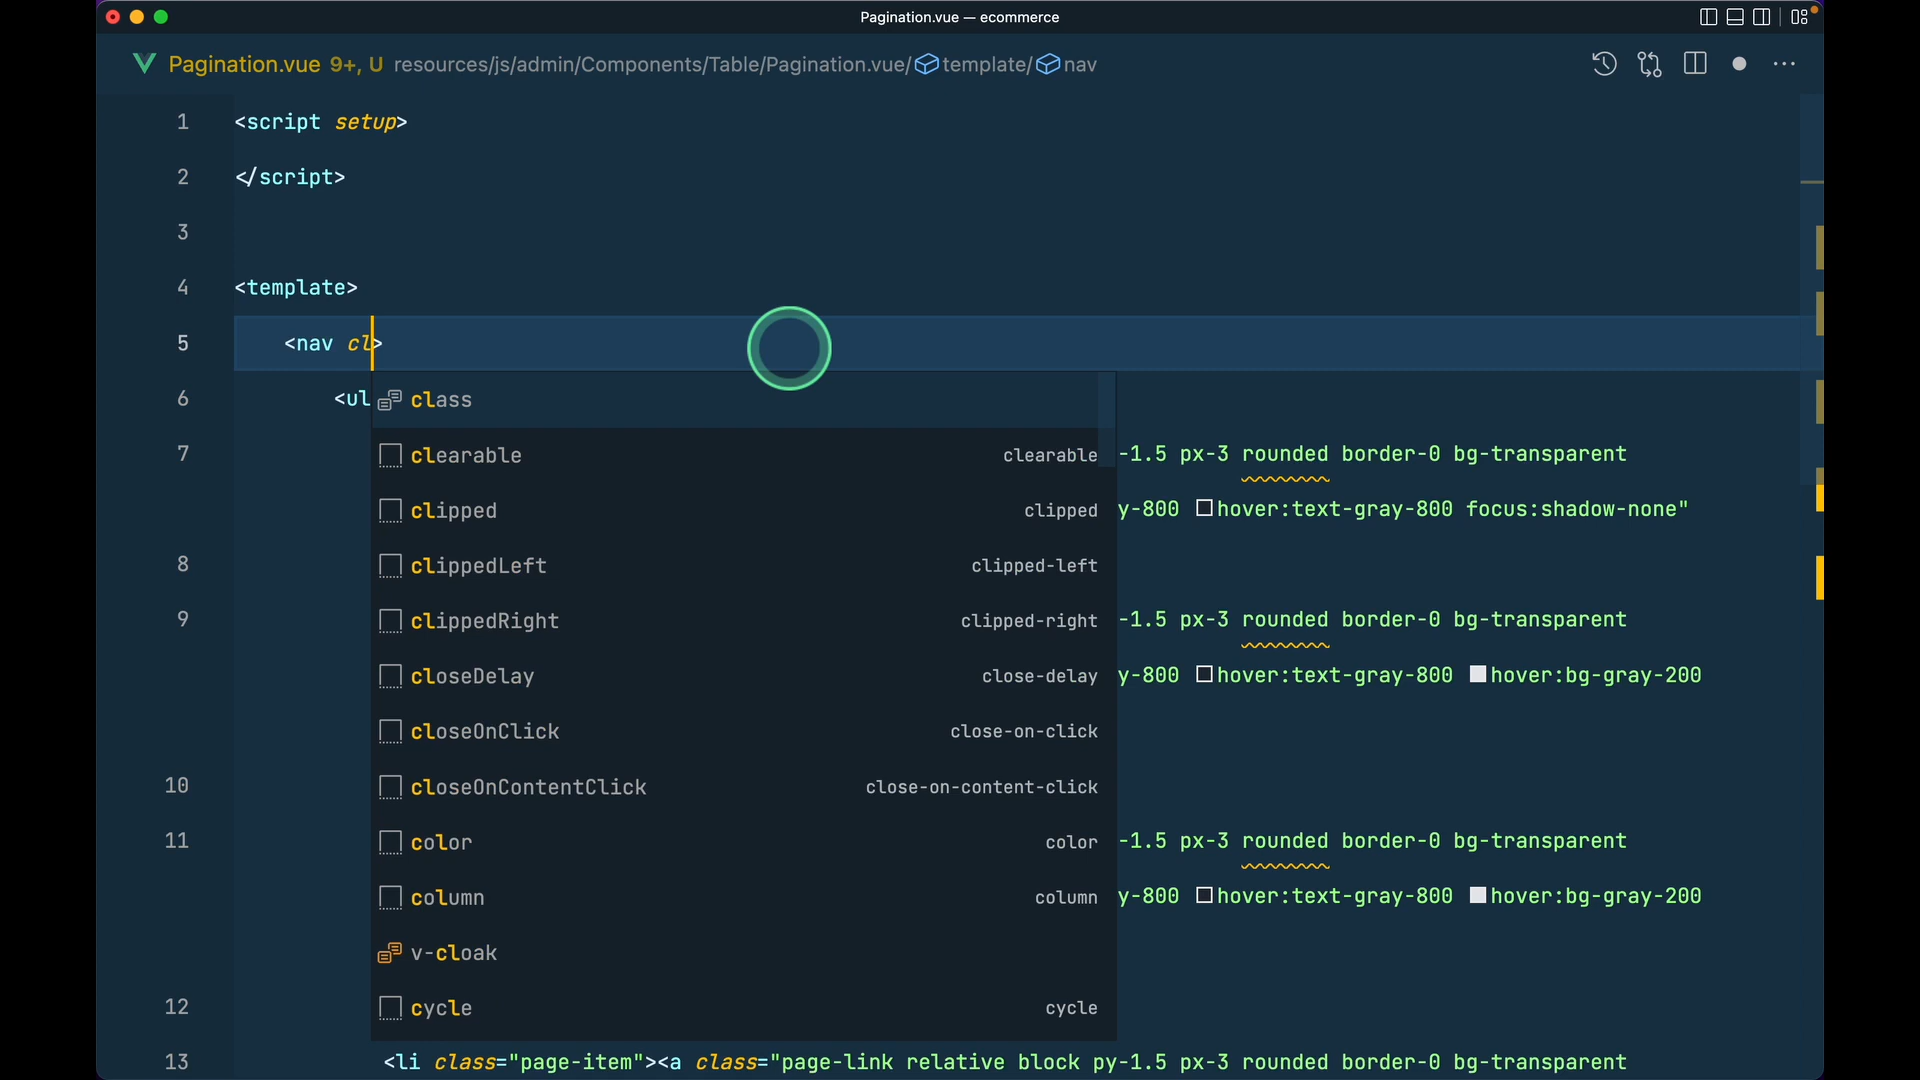 Pagination.vue — ecommerce
Pagination.vue 9+, U resources/js/admin/Components/Table/Pagination.vue/ template/ nav
1 <script setup>
2 </script>
3
4 <template>
5 <nav cl>
6 <ul
class
clearable clearable
7 -1.5 px-3 rounded border-0 bg-transparent
clipped clipped
y-800 hover:text-gray-800 focus:shadow-none"
8 clippedLeft clipped-left
9 clippedRight clipped-right -1.5 px-3 rounded border-0 bg-transparent
closeDelay close-delay y-800 hover:text-gray-800 hover:bg-gray-200
closeOnClick close-on-click
10 closeOnContentClick close-on-content-click
11 color color -1.5 px-3 rounded border-0 bg-transparent
column column y-800 hover:text-gray-800 hover:bg-gray-200
v-cloak
12 cycle cycle
13 <li class="page-item"><a class="page-link relative block py-1.5 px-3 rounded border-0 bg-transparent